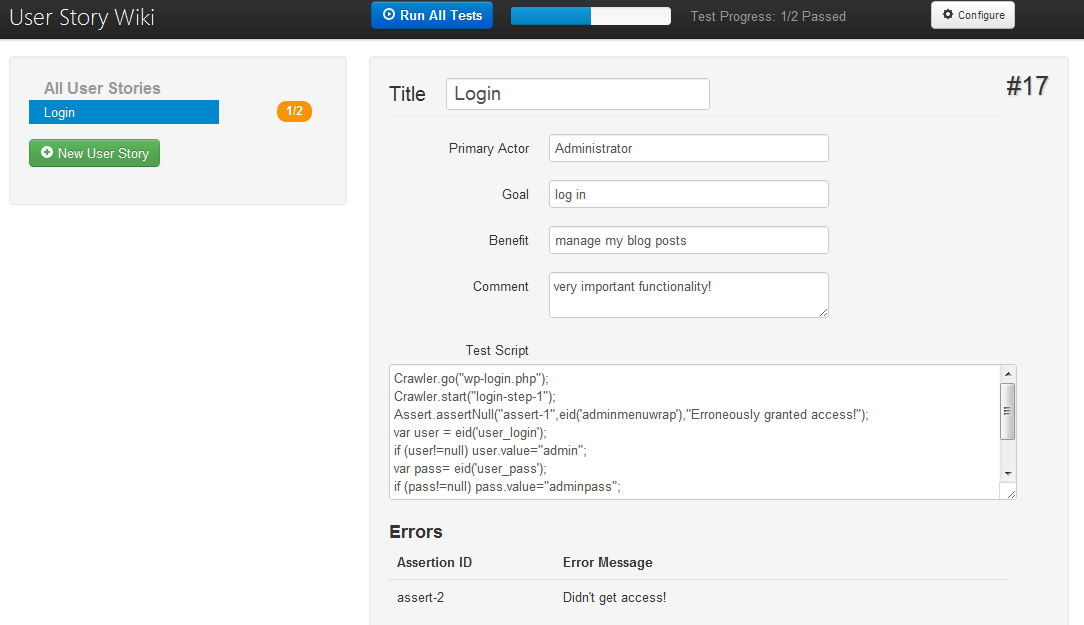 User Story Wiki
Run All Tests
Test Progress: 1/2 Passed
Configure
All User Stories
Login
1/2
New User Story
Title
Login
#17
Primary Actor
Administrator
Goal
log in
Benefit
manage my blog posts
Comment
very important functionality!
Test Script
Crawler.go("wp-login.php");
Crawler.start("login-step-1");
Assert.assertNull("assert-1",eid('adminmenuwrap'),"Erroneously granted access!");
var user = eid('user_login');
if (user!=null) user.value="admin";
var pass= eid('user_pass');
if (pass!=null) pass.value="adminpass";
Errors
Assertion ID
Error Message
assert-2
Didn't get access!